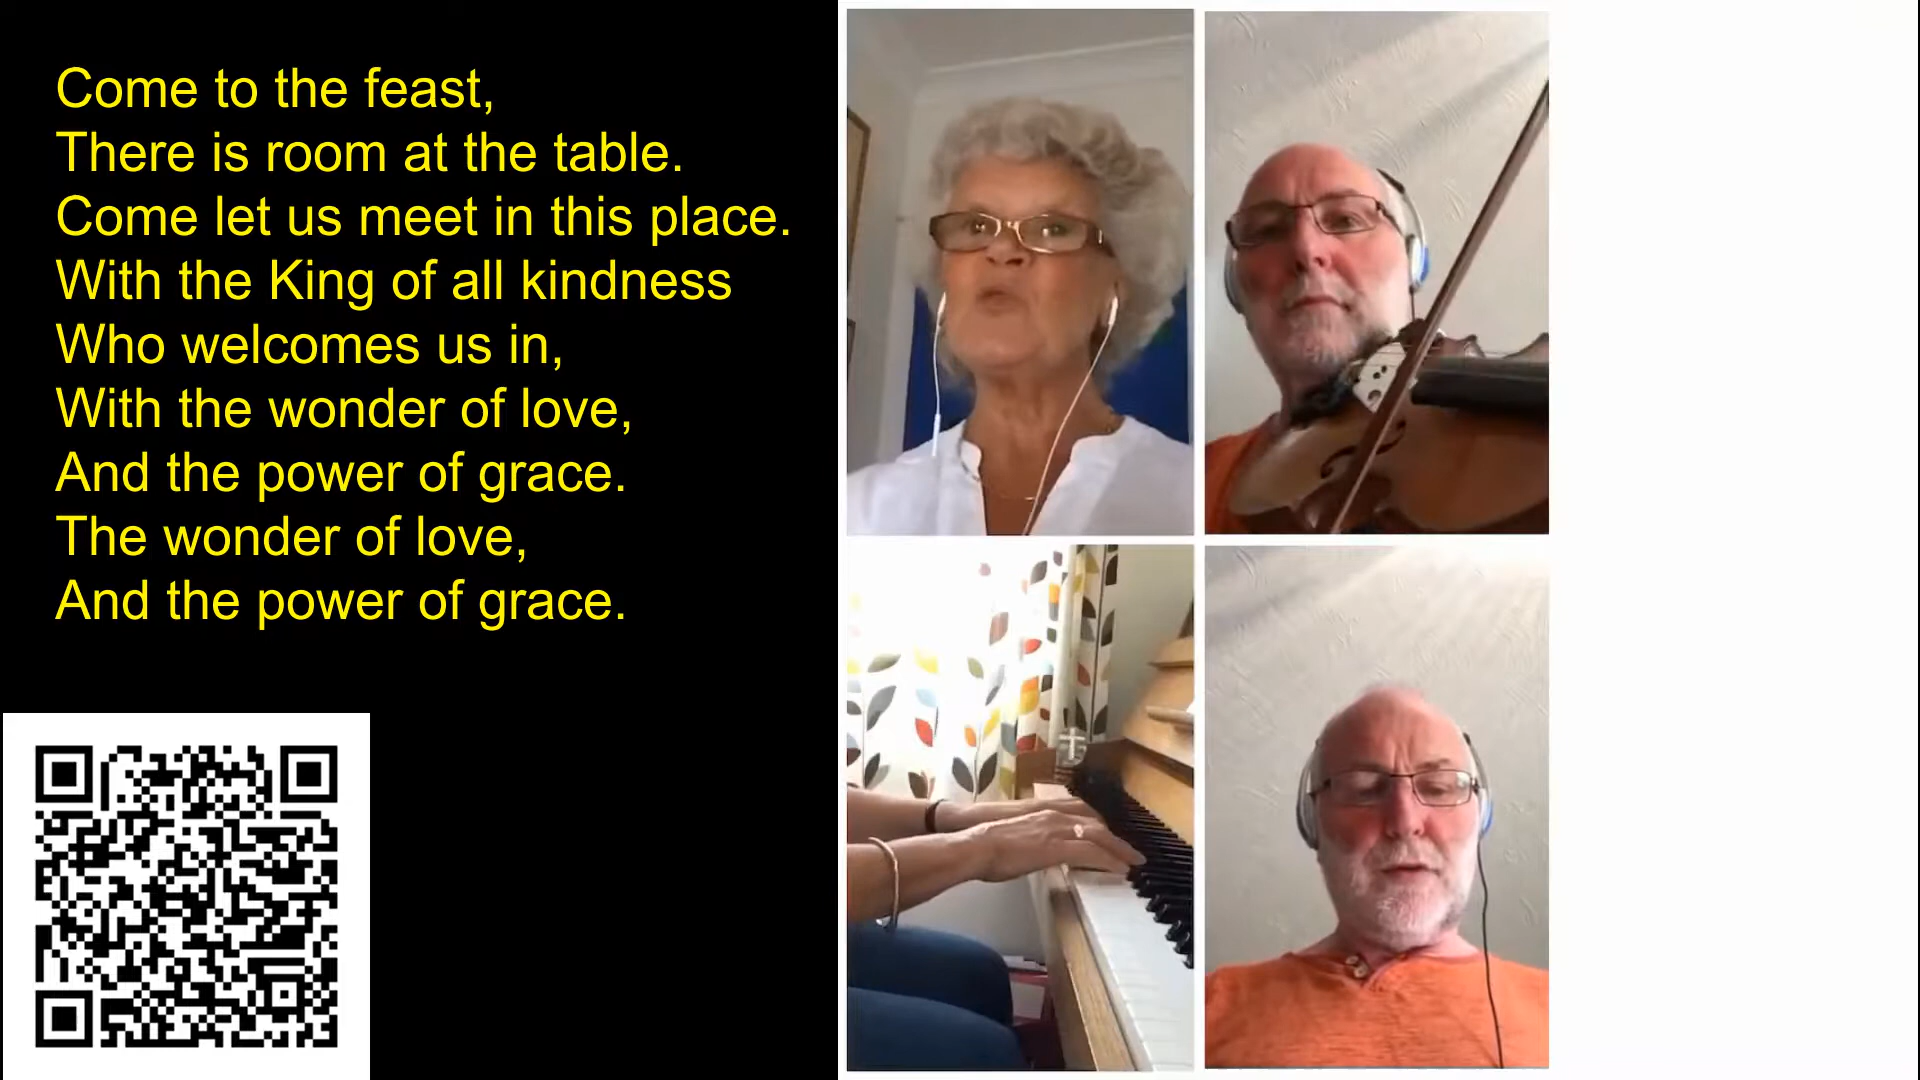 Come to the feast,
There is room at the table.
Come let us meet in this place.
With the King of all kindness
Who welcomes us in,
With the wonder of love,
And the power of grace.
The wonder of love,
And the power of grace.